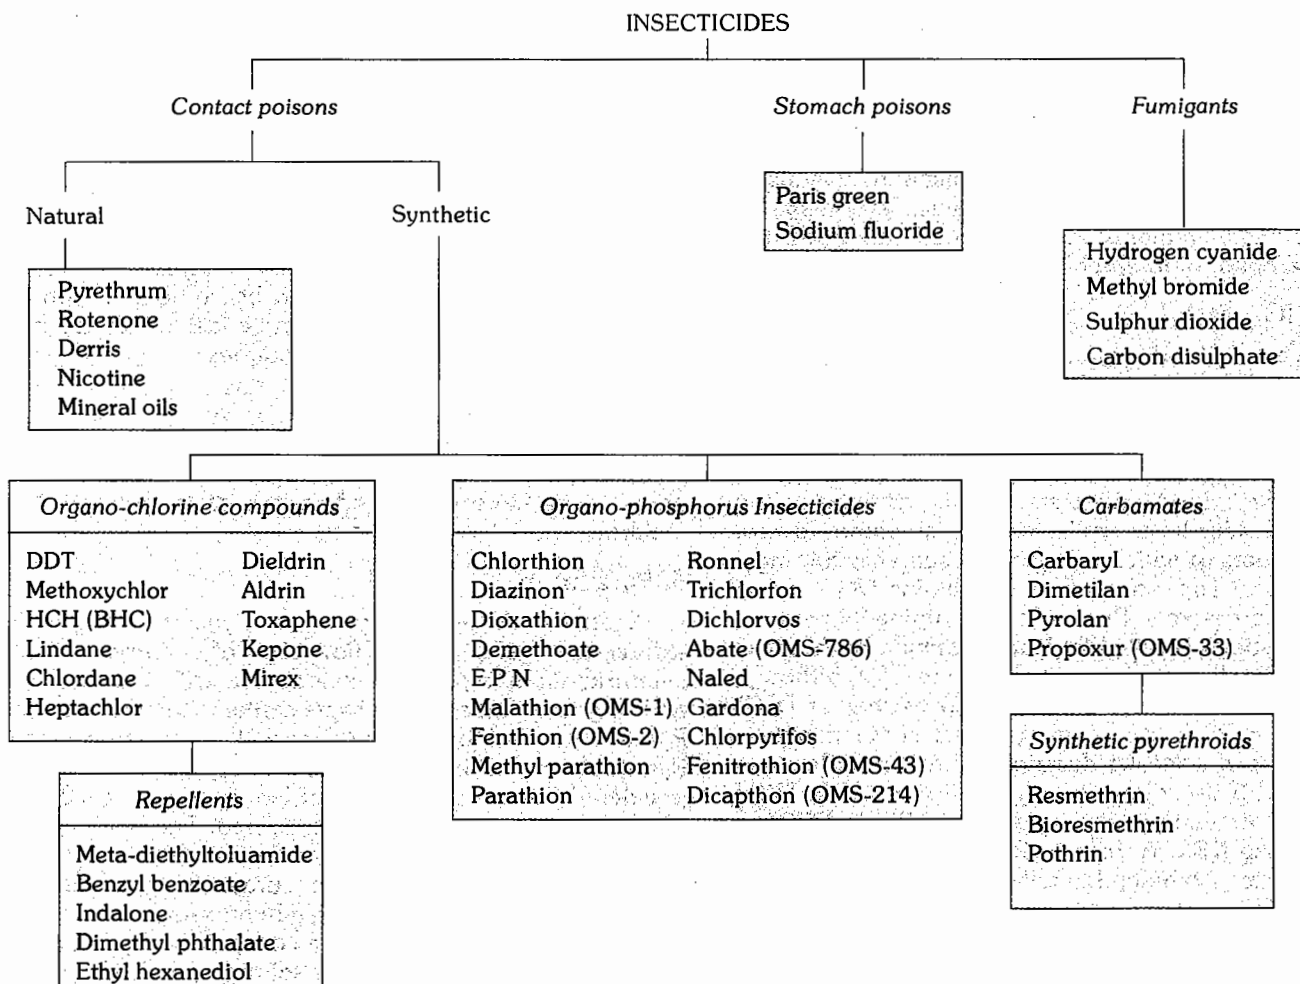 INSECTICIDES
Contact poisons
Stomach poisons
Fumigants
Natural
Synthetic
Paris green
Sodium fluoride
Hydrogen cyanide
Methyl bromide
Sulphur dioxide
Carbon disulphate
Pyrethrum
Rotenone
Derris
Nicotine
Mineral oils
Organo-chlorine compounds
DDT Dieldrin
Methoxychlor Aldrin
HCH (BHC) Toxaphene
Lindane Kepone
Chlordane Mirex
Heptachlor
Organo-phosphorus Insecticides
Chlorthion Ronnel
Diazinon Trichlorfon
Dioxathion Dichlorvos
Demethoate Abate (OMS-786)
E P N Naled
Malathion (OMS-1) Gardona
Fenthion (OMS-2) Chlorpyrifos
Methyl parathion Fenitrothion (OMS-43)
Parathion Dicapthon (OMS-214)
Carbamates
Carbaryl
Dimetilan
Pyrolan
Propoxur (OMS-33)
Synthetic pyrethroids
Resmethrin
Bioresmethrin
Pothrin
Repellents
Meta-diethyltoluamide
Benzyl benzoate
Indalone
Dimethyl phthalate
Ethyl hexanediol